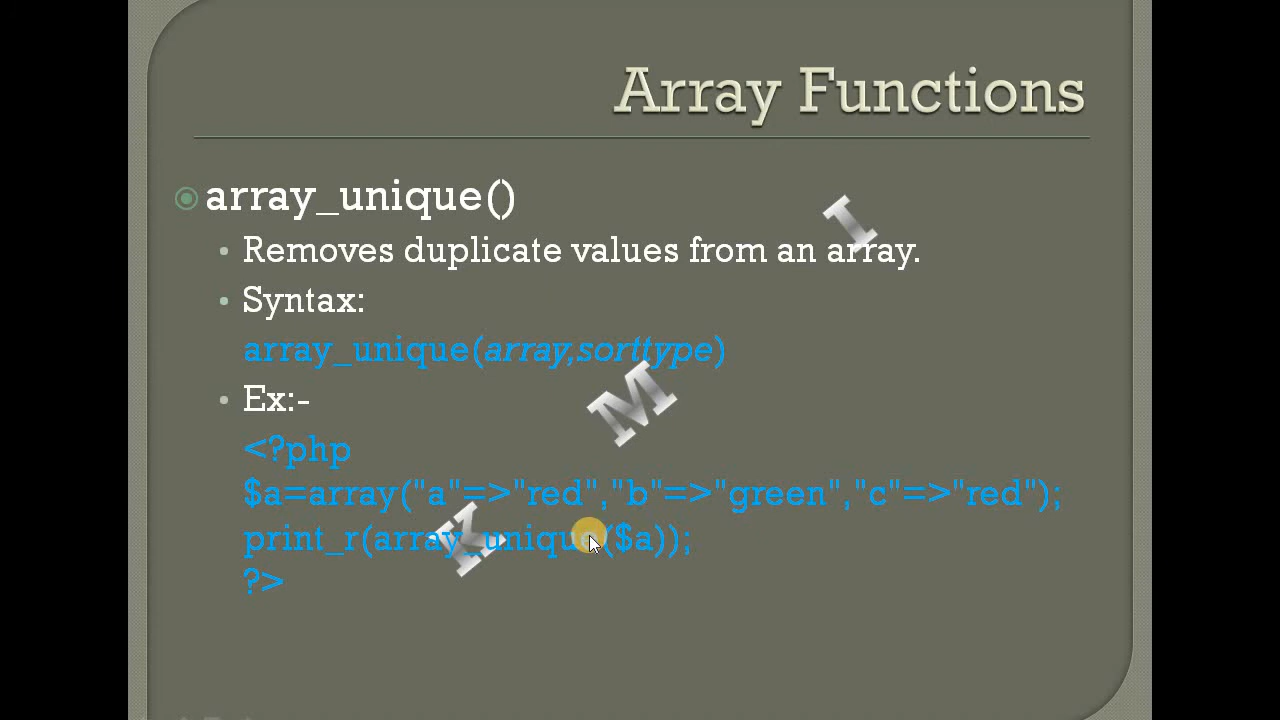 Array Functions
array_unique()
Removes duplicate values from an array.
Syntax:
array_unique(array,sorttype)
Ex:-
<?php
$a=array("a"=>"red","b"=>"green","c"=>"red");
print_r(array_unique($a));
?>
K M I